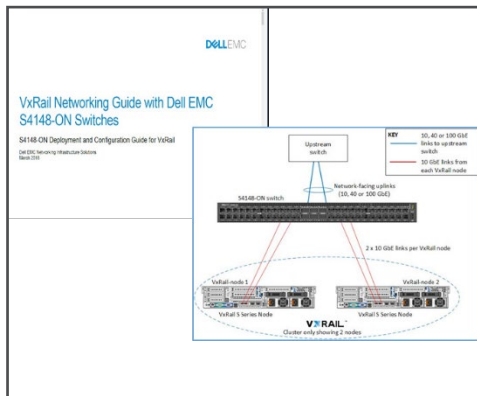 DELLEMC
VxRail Networking Guide with Dell EMC
S4148-ON Switches
S4148-ON Deployment and Configuration Guide for VxRail
Dell EMC Networking Infrastructure Solutions
March 2018
Upstream
switch
KEY
10, 40 or 100 GbE
links to upstream
switch
10 GbE links from
each VxRail node
Network-facing uplinks
(10, 40 or 100 GbE)
S4148-ON switch
2 x 10 GbE links per VxRail node
VxRail-node 1
VxRail-node 2
VxRail S Series Node
VxRail S Series Node
VXRAIL
Cluster only showing 2 nodes